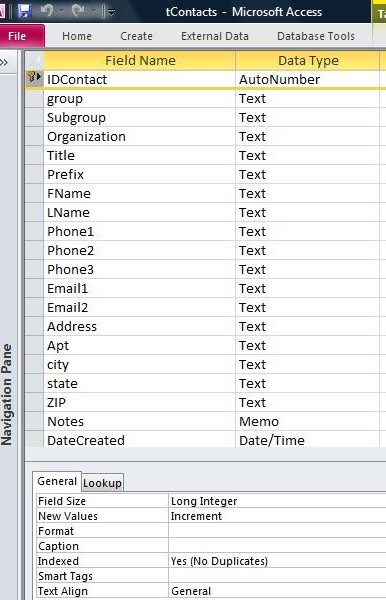 tContacts - Microsoft Access
File Home Create External Data Database Tools
Field Name Data Type
IDContact AutoNumber
group Text
Subgroup Text
Organization Text
Title Text
Prefix Text
FName Text
LName Text
Phone1 Text
Phone2 Text
Phone3 Text
Email1 Text
Email2 Text
Address Text
Apt Text
city Text
state Text
ZIP Text
Notes Memo
DateCreated Date/Time
Navigation Pane
General Lookup
Field Size Long Integer
New Values Increment
Format
Caption
Indexed Yes (No Duplicates)
Smart Tags
Text Align General